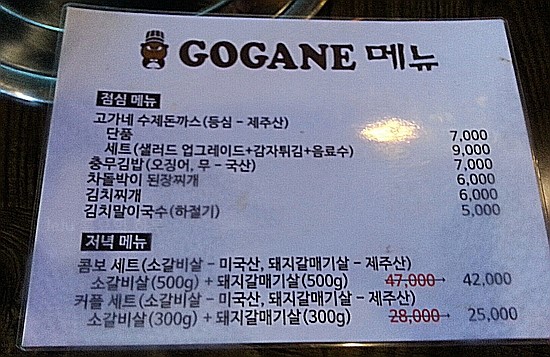 GOGANE 메뉴
점심 메뉴
고가네 수제돈까스(등심 - 제주산)
단품 7,000
세트(샐러드 업그레이드+감자튀김+음료수) 9,000
충무김밥(오징어, 무 - 국산) 7,000
차돌박이 된장찌개 6,000
김치찌개 6,000
김치말이국수(하절기) 5,000
저녁 메뉴
콤보 세트(소갈비살 - 미국산, 돼지갈매기살 - 제주산)
소갈비살(500g) + 돼지갈매기살(500g) 47,000→ 42,000
커플 세트(소갈비살 - 미국산, 돼지갈매기살 - 제주산)
소갈비살(300g) + 돼지갈매기살(300g) 28,000→ 25,000